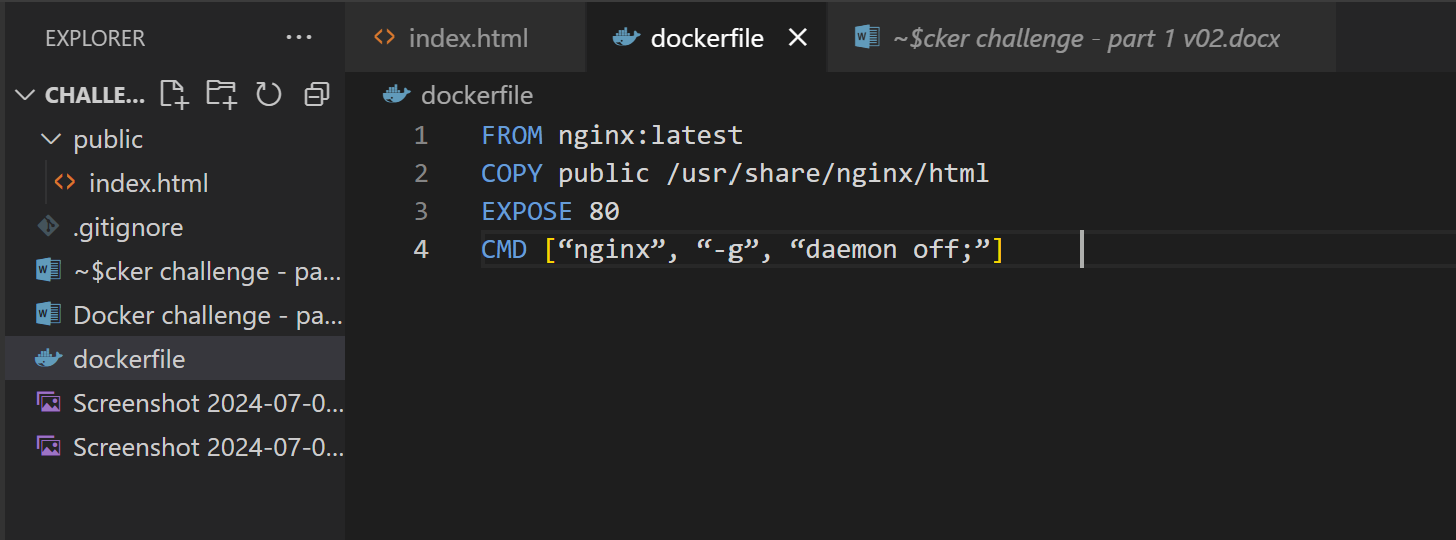 EXPLORER
index.html
dockerfile
~$cker challenge - part 1 v02.docx
CHALLE...
public
index.html
.gitignore
~$cker challenge - pa...
Docker challenge - pa...
dockerfile
Screenshot 2024-07-0...
Screenshot 2024-07-0...
dockerfile
1 FROM nginx:latest
2 COPY public /usr/share/nginx/html
3 EXPOSE 80
4 CMD [“nginx”, “-g”, “daemon off;”]